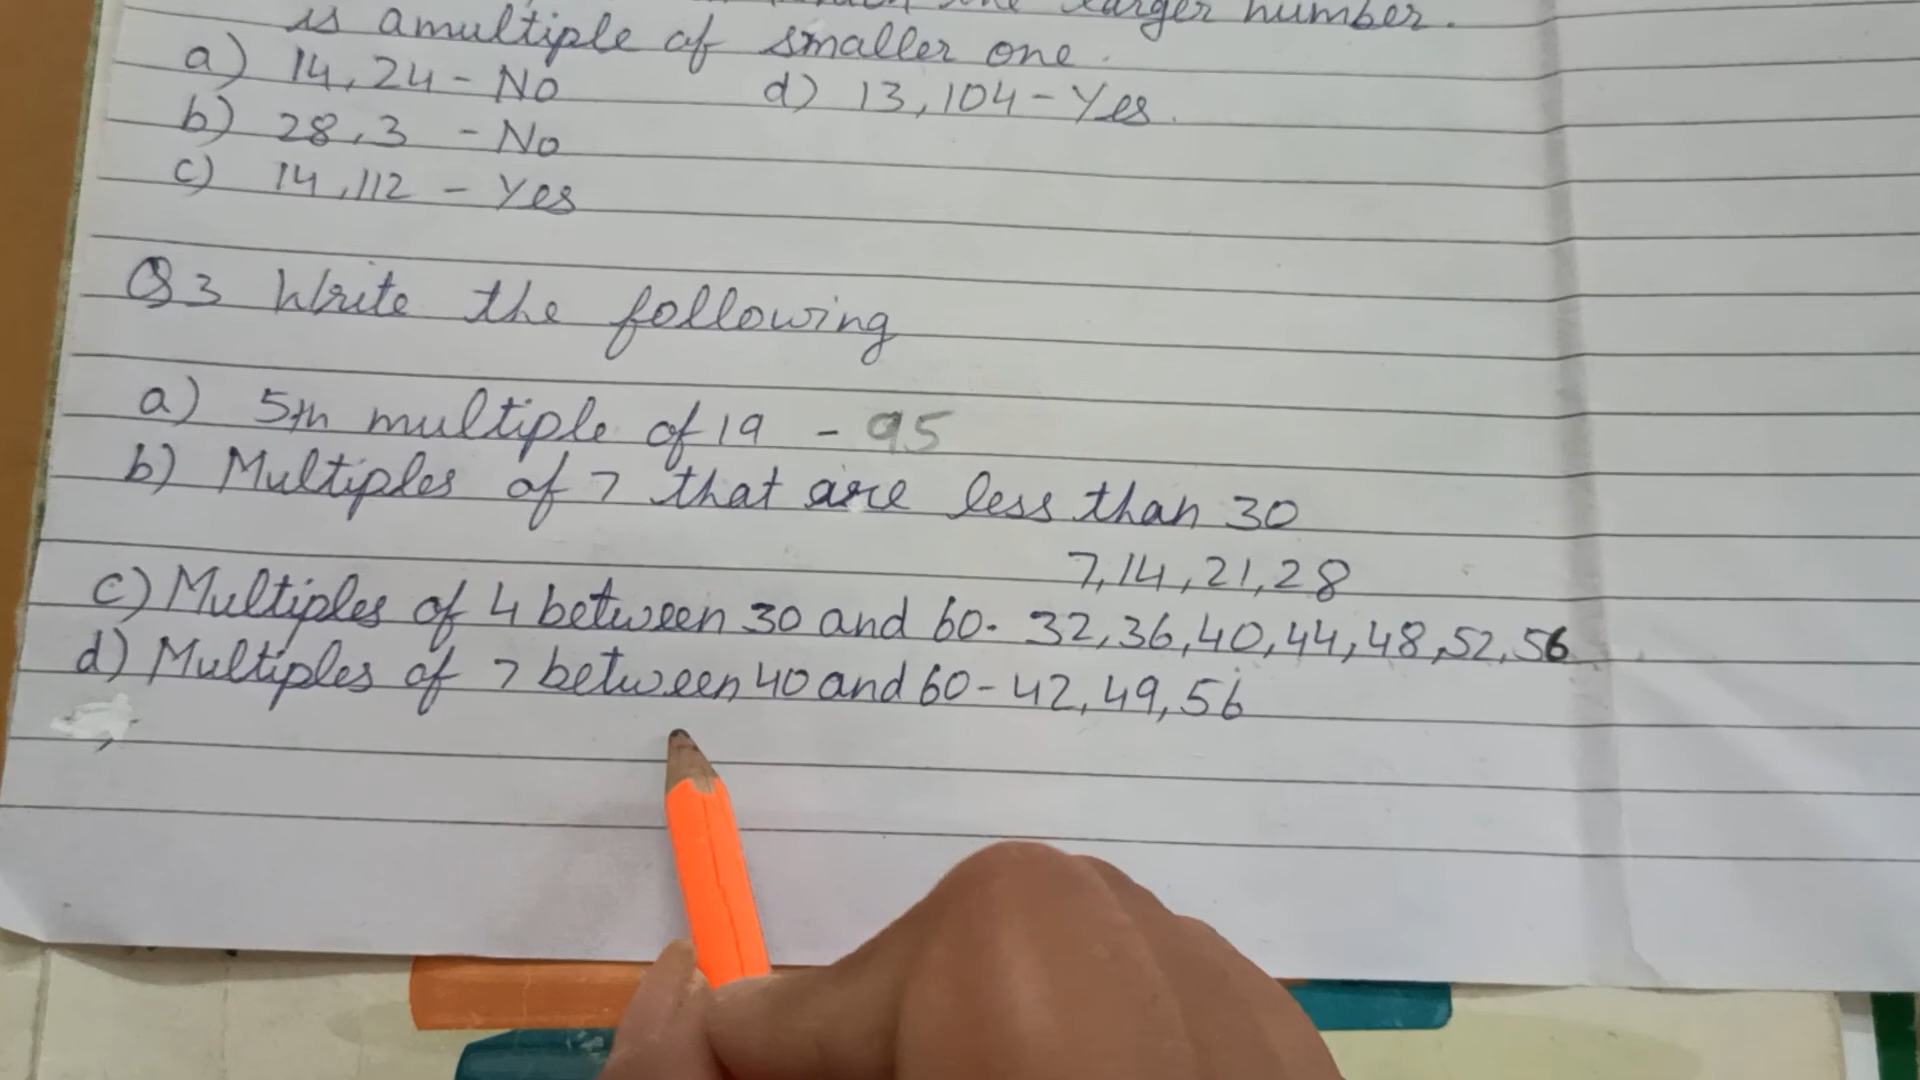 the larger number.
is a multiple of smaller one.
a) 14, 24 - No d) 13, 104 - Yes.
b) 28, 3 - No
c) 14, 112 - Yes
Q3 Write the following
a) 5th multiple of 19 - 95
b) Multiples of 7 that are less than 30
7, 14, 21, 28
c) Multiples of 4 between 30 and 60. 32, 36, 40, 44, 48, 52, 56
d) Multiples of 7 between 40 and 60 - 42, 49, 56